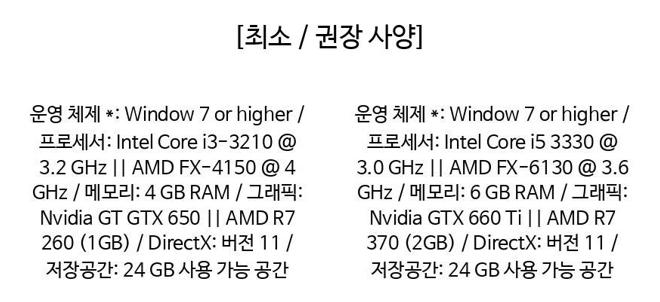 [최소 / 권장 사양]
운영 체제 *: Window 7 or higher /
프로세서: Intel Core i3-3210 @
3.2 GHz || AMD FX-4150 @ 4
GHz / 메모리: 4 GB RAM / 그래픽:
Nvidia GT GTX 650 || AMD R7
260 (1GB) / DirectX: 버전 11 /
저장공간: 24 GB 사용 가능 공간
운영 체제 *: Window 7 or higher /
프로세서: Intel Core i5 3330 @
3.0 GHz || AMD FX-6130 @ 3.6
GHz / 메모리: 6 GB RAM / 그래픽:
Nvidia GTX 660 Ti || AMD R7
370 (2GB) / DirectX: 버전 11 /
저장공간: 24 GB 사용 가능 공간